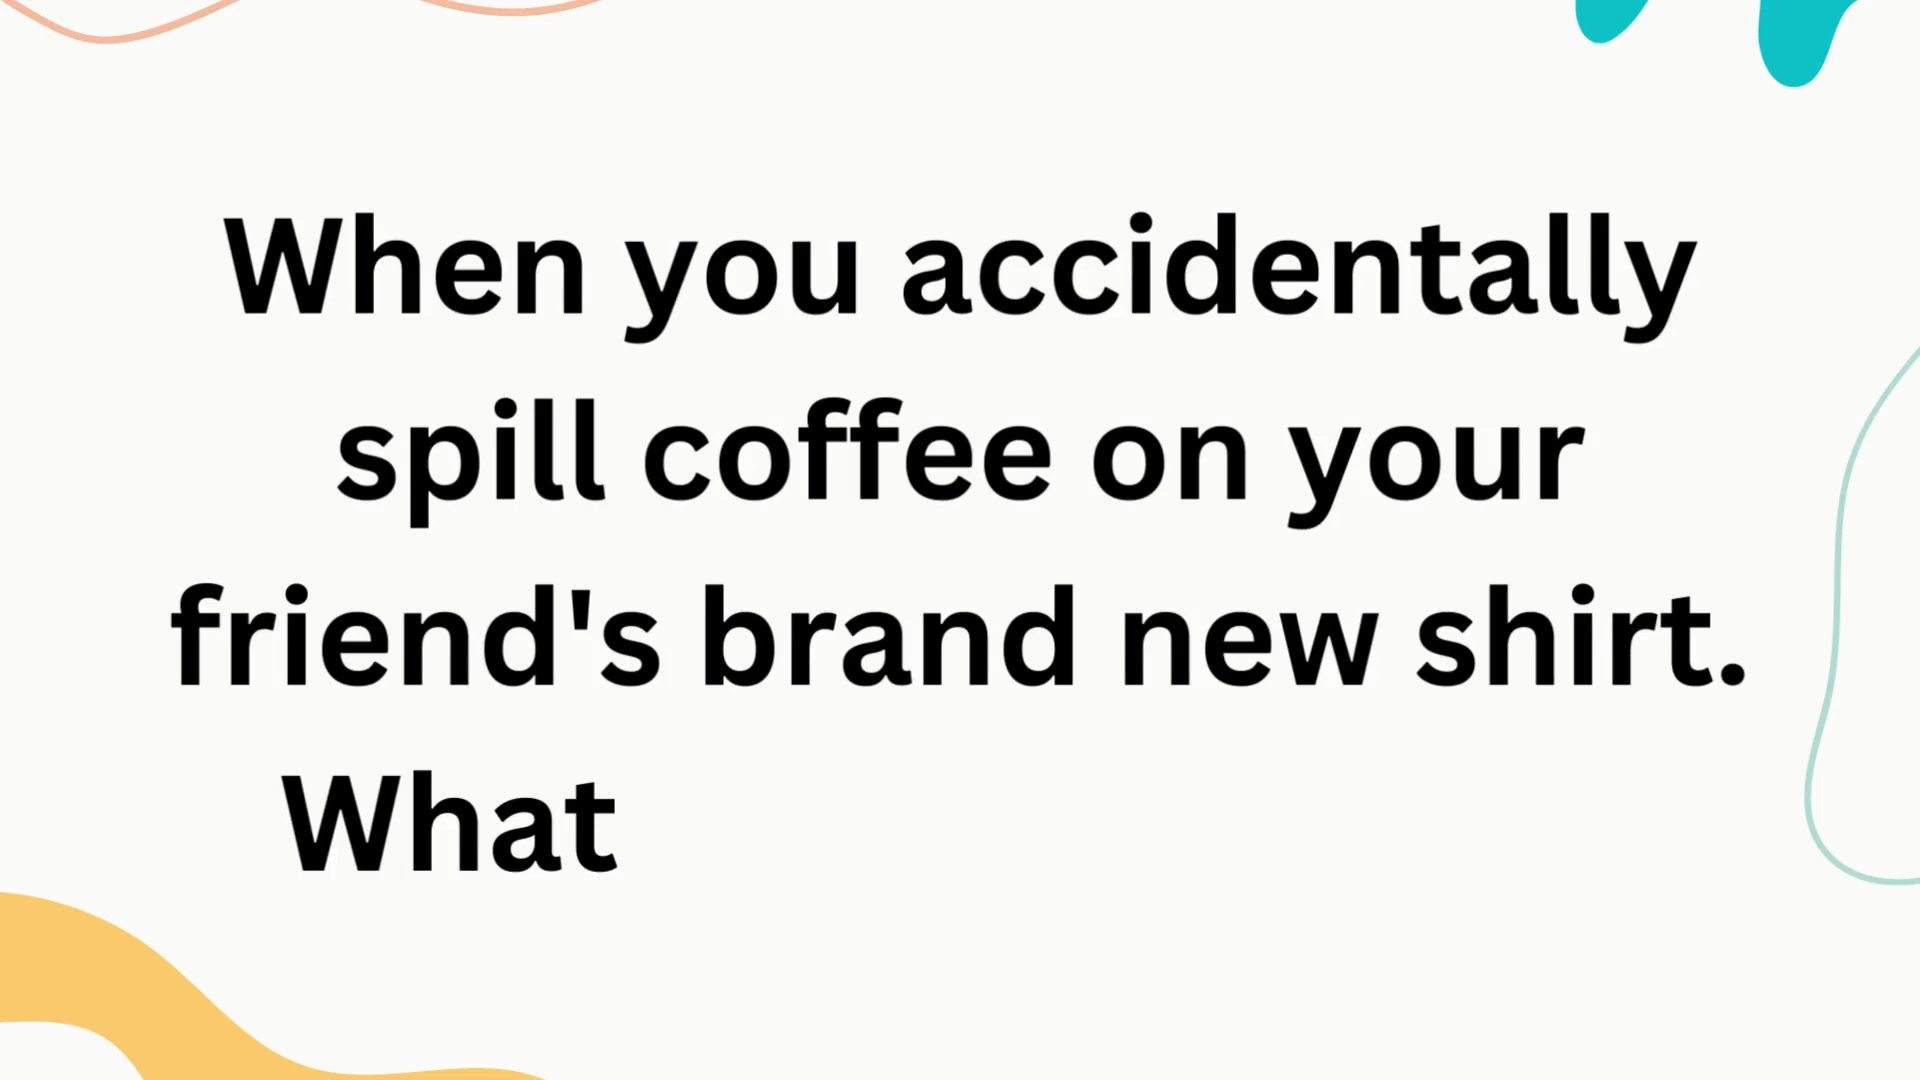 When you accidentally
spill coffee on your
friend's brand new shirt.
What